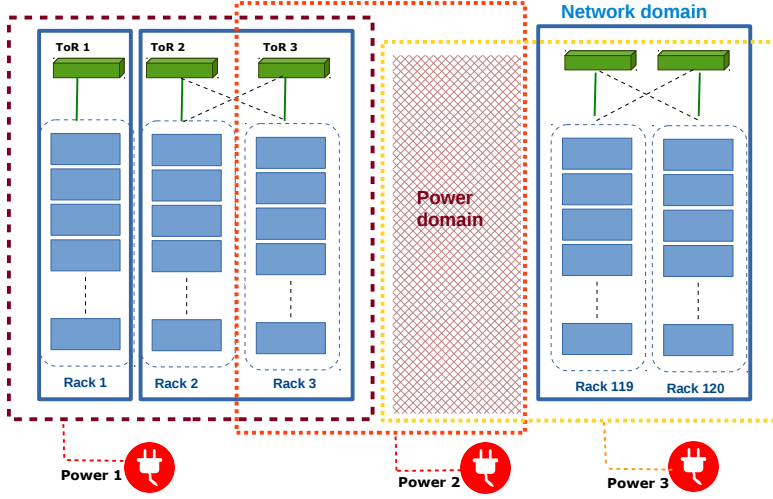 Network domain
ToR 1
ToR 2
ToR 3
Power
domain
Rack 1
Rack 2
Rack 3
Rack 119
Rack 120
Power 1
Power 2
Power 3